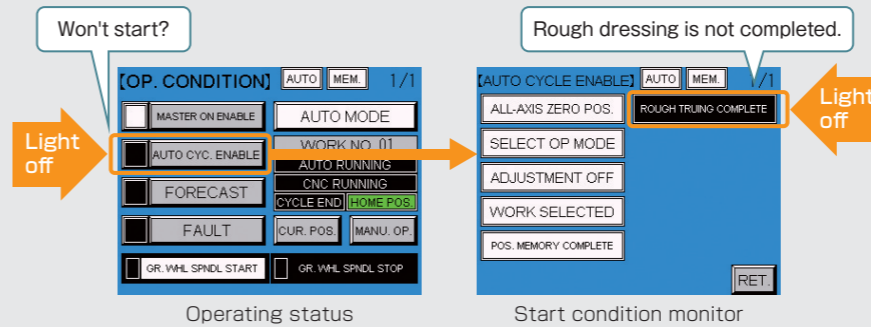 Won't start?
Rough dressing is not completed.
[OP. CONDITION] AUTO MEM. 1/1
MASTER ON ENABLE AUTO MODE
Light off
AUTO CYC. ENABLE WORK NO. 01
AUTO RUNNING
FORECAST CNC RUNNING
CYCLE END HOME POS.
FAULT CUR. POS. MANU. OP.
GR. WHL SPNDL START GR. WHL SPNDL STOP
Operating status
[AUTO CYCLE ENABLE] AUTO MEM. 1/1
ALL-AXIS ZERO POS. ROUGH TRUING COMPLETE
Light off
SELECT OP MODE
ADJUSTMENT OFF
WORK SELECTED
POS. MEMORY COMPLETE
RET.
Start condition monitor